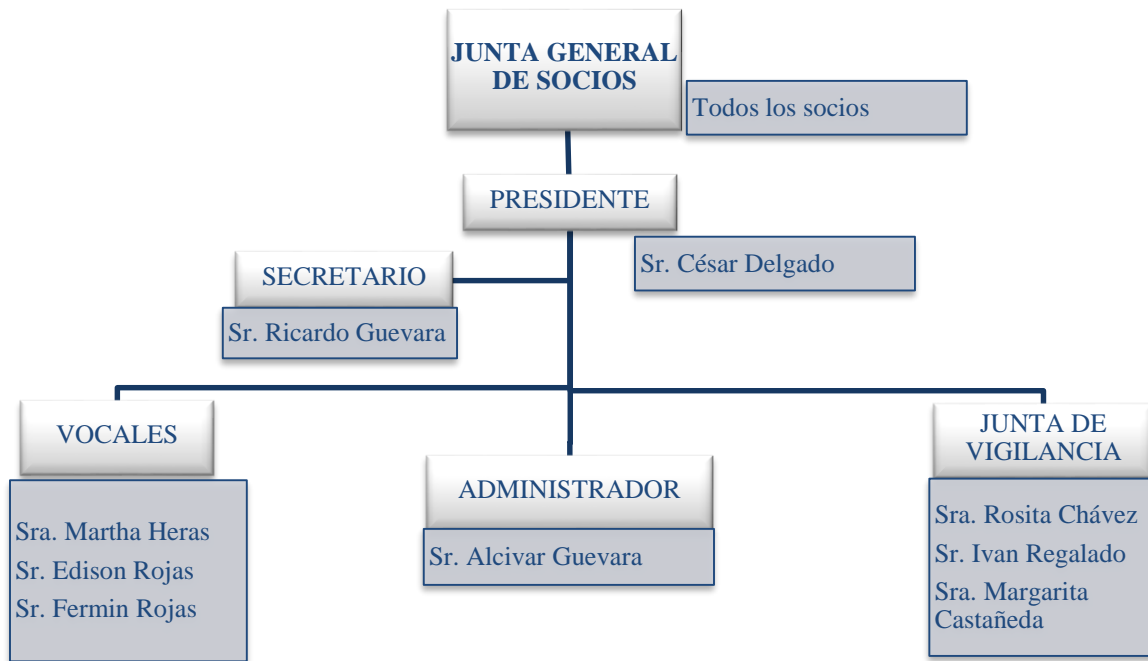 JUNTA GENERAL
DE SOCIOS
Todos los socios
PRESIDENTE
Sr. César Delgado
SECRETARIO
Sr. Ricardo Guevara
VOCALES
Sra. Martha Heras
Sr. Edison Rojas
Sr. Fermin Rojas
ADMINISTRADOR
Sr. Alcivar Guevara
JUNTA DE
VIGILANCIA
Sra. Rosita Chávez
Sr. Ivan Regalado
Sra. Margarita
Castañeda